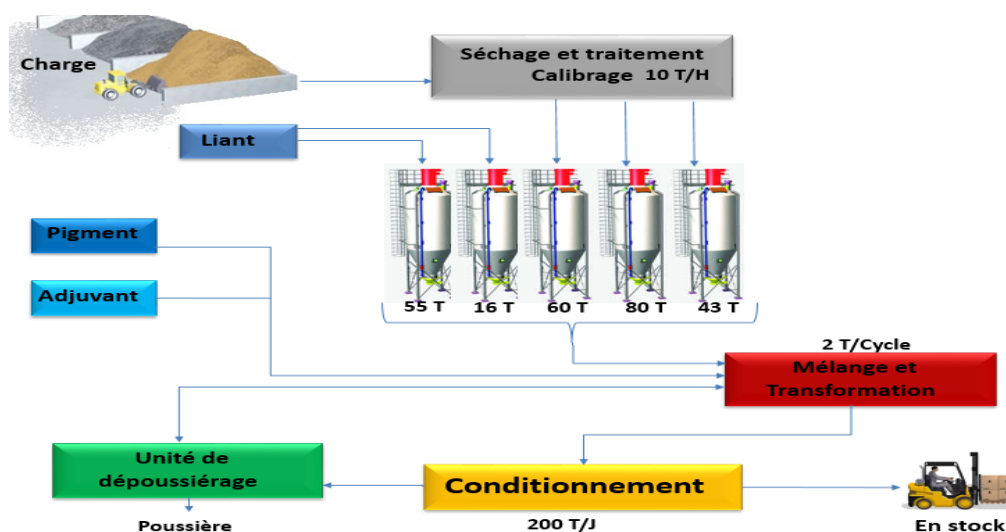 Charge
Séchage et traitement
Calibrage 10 T/H
Liant
Pigment
Adjuvant
55 T 16 T 60 T 80 T 43 T
2 T/Cycle
Mélange et
Transformation
Unité de
dépoussiérage
Conditionnement
Poussière
200 T/J
En stock